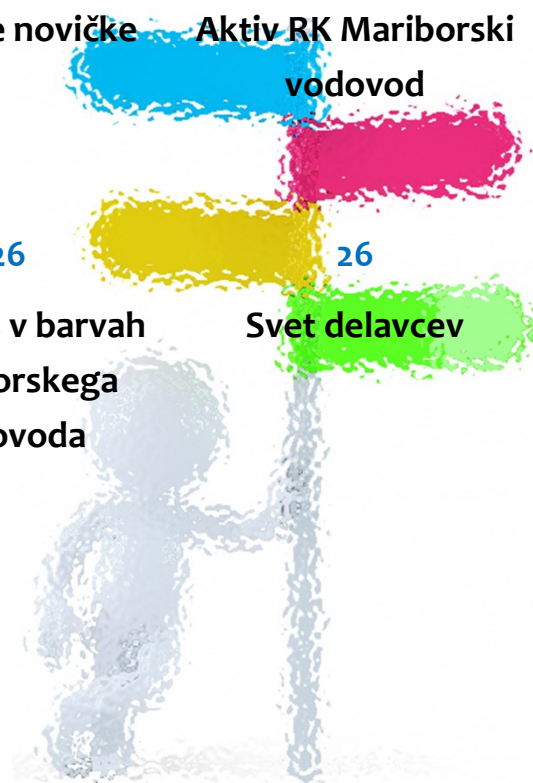 e novičke Aktiv RK Mariborski
vodovod
26 26
v barvah Svet delavcev
orskega
ovoda